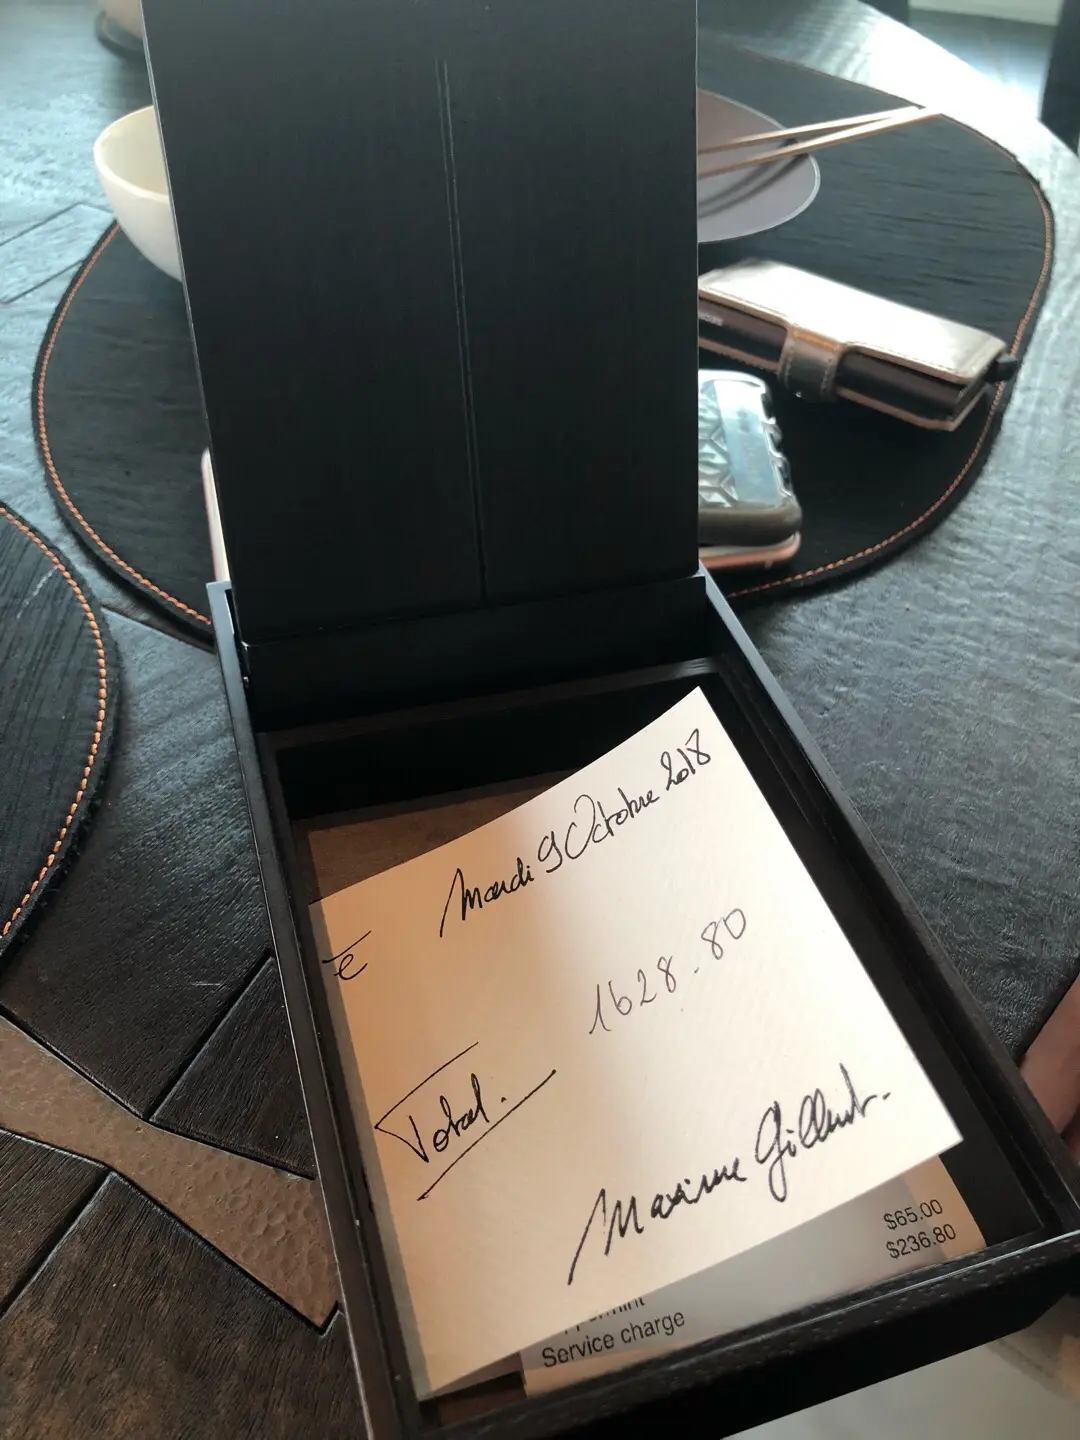 Mardi 9 Octobre 2018
€
1628.80
Total.
Maxime Gilbert.
$65.00
Service charge
$236.80